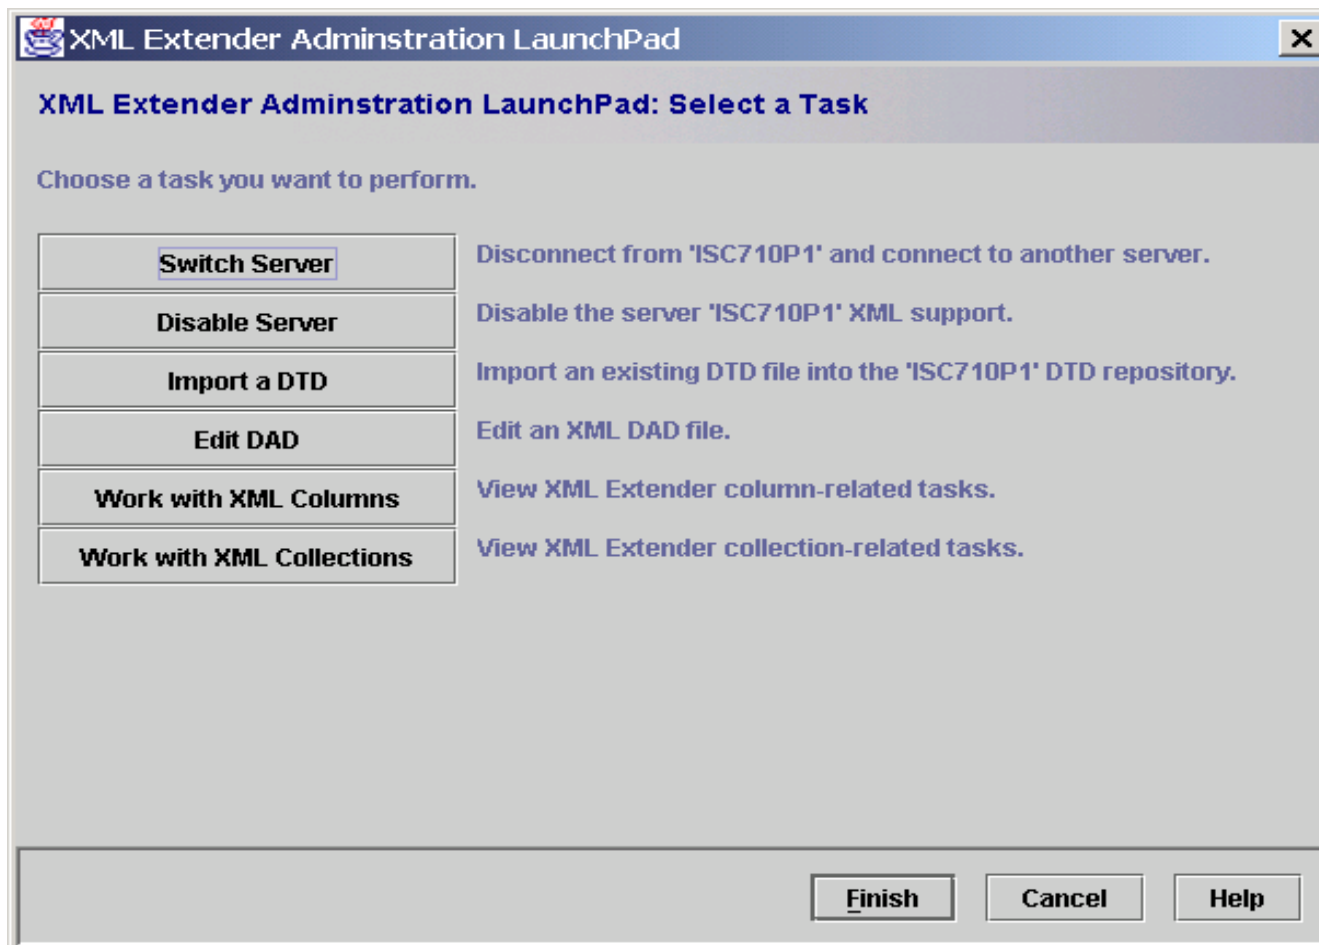 XML Extender Adminstration LaunchPad
XML Extender Adminstration LaunchPad: Select a Task
Choose a task you want to perform.
Switch Server
Disconnect from 'ISC710P1' and connect to another server.
Disable Server
Disable the server 'ISC710P1' XML support.
Import a DTD
Import an existing DTD file into the 'ISC710P1' DTD repository.
Edit DAD
Edit an XML DAD file.
Work with XML Columns
View XML Extender column-related tasks.
Work with XML Collections
View XML Extender collection-related tasks.
Finish
Cancel
Help